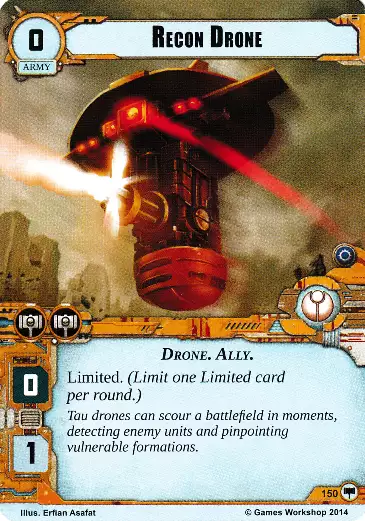 0
RECON DRONE
ARMY
DRONE. ALLY.
0
Limited. (Limit one Limited card
per round.)
1
Tau drones can scour a battlefield in moments,
detecting enemy units and pinpointing
vulnerable formations.
150
Illus. Erfian Asafat
© Games Workshop 2014